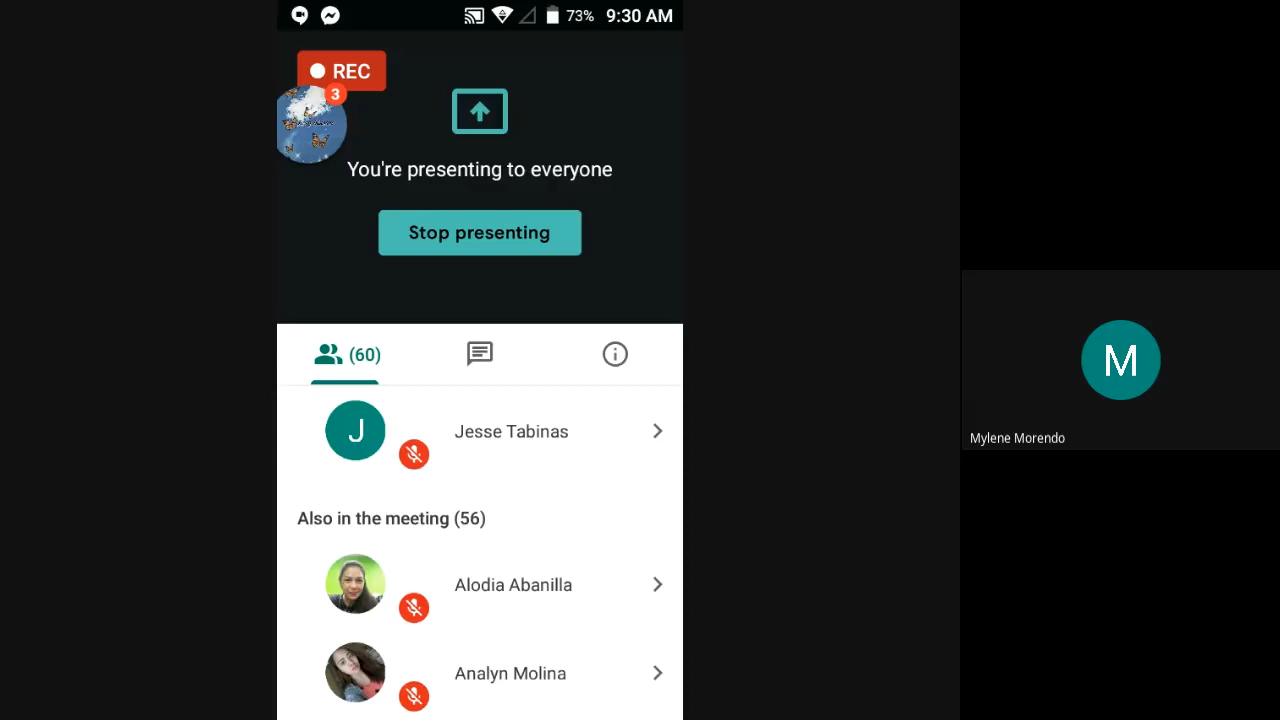 73% 9:30 AM
REC
3
You're presenting to everyone
Stop presenting
(60)
J
Jesse Tabinas
Also in the meeting (56)
Alodia Abanilla
Analyn Molina
M
Mylene Morendo